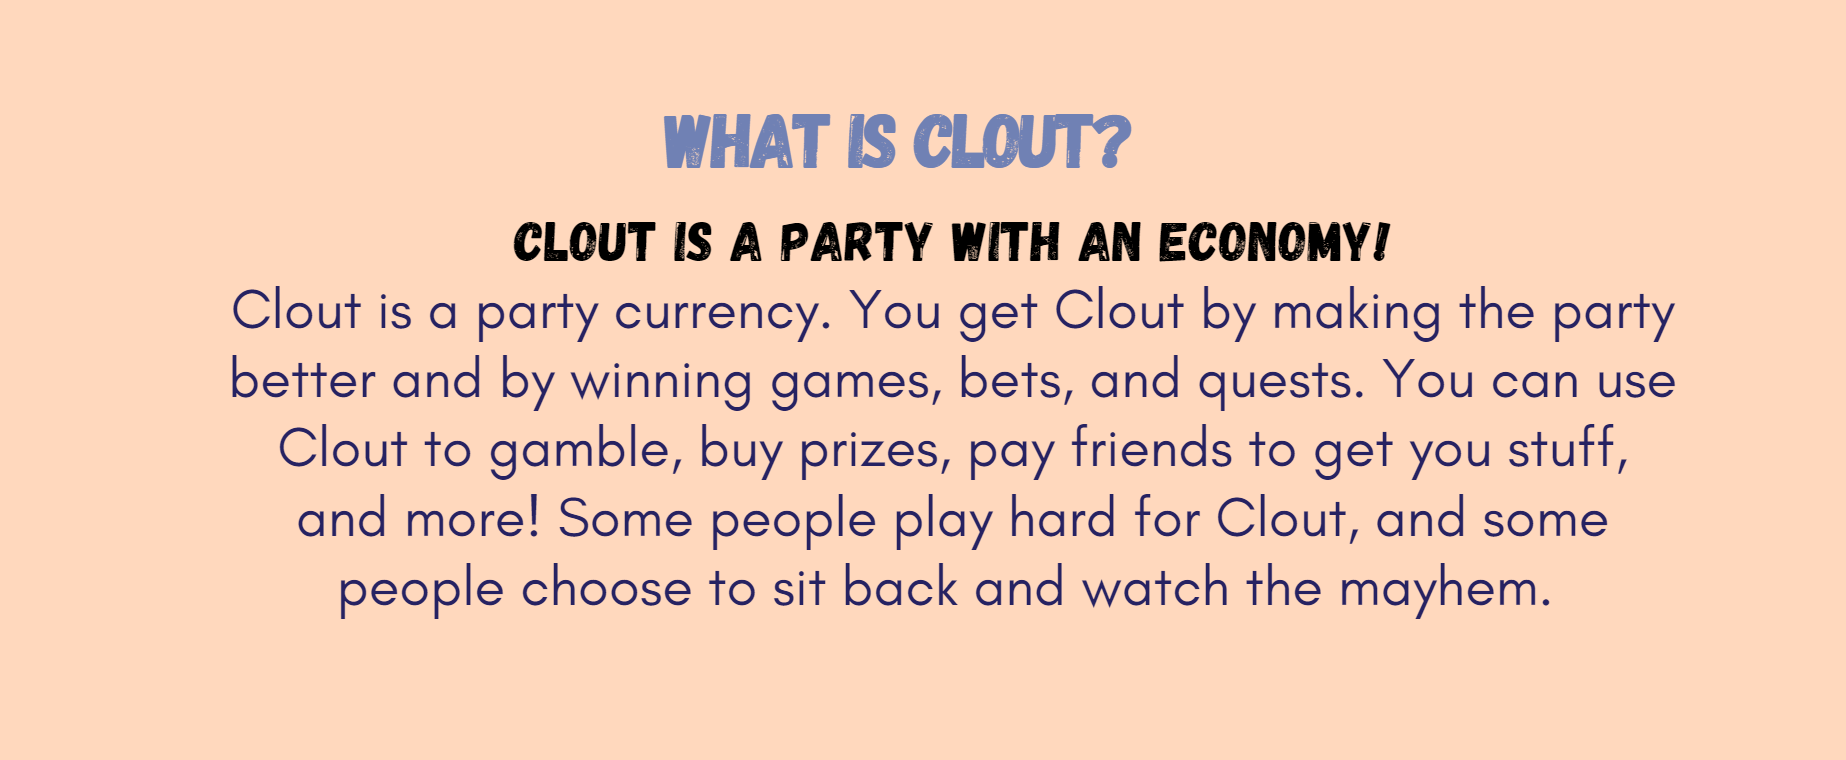 WHAT IS CLOUT?
CLOUT IS A PARTY WITH AN ECONOMY!
Clout is a party currency. You get Clout by making the party
better and by winning games, bets, and quests. You can use
Clout to gamble, buy prizes, pay friends to get you stuff,
and more! Some people play hard for Clout, and some
people choose to sit back and watch the mayhem.